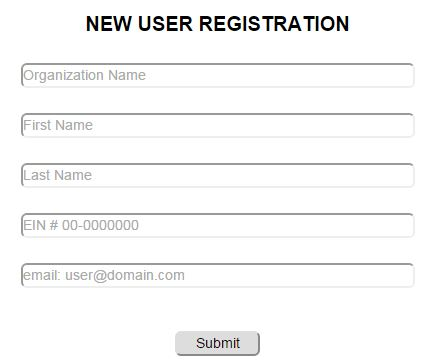 NEW USER REGISTRATION
Organization Name
First Name
Last Name
EIN # 00-0000000
email: user@domain.com
Submit